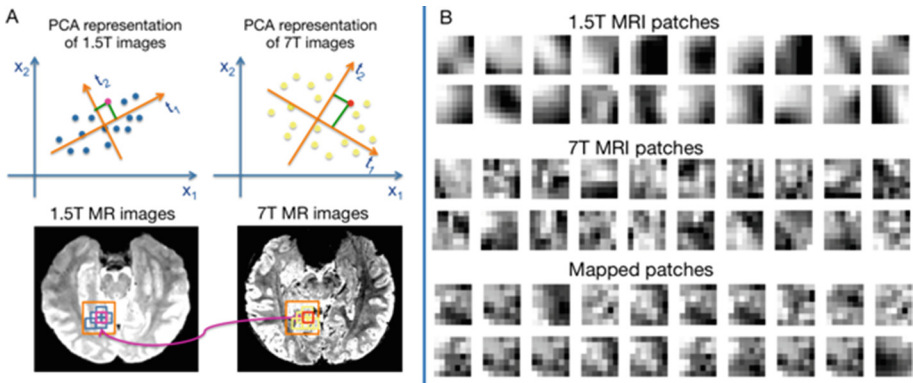 A
PCA representation
of 1.5T images
x2
t2
t1
x1
PCA representation
of 7T images
x2
t2
t1
x1
1.5T MR images
7T MR images
B
1.5T MRI patches
7T MRI patches
Mapped patches